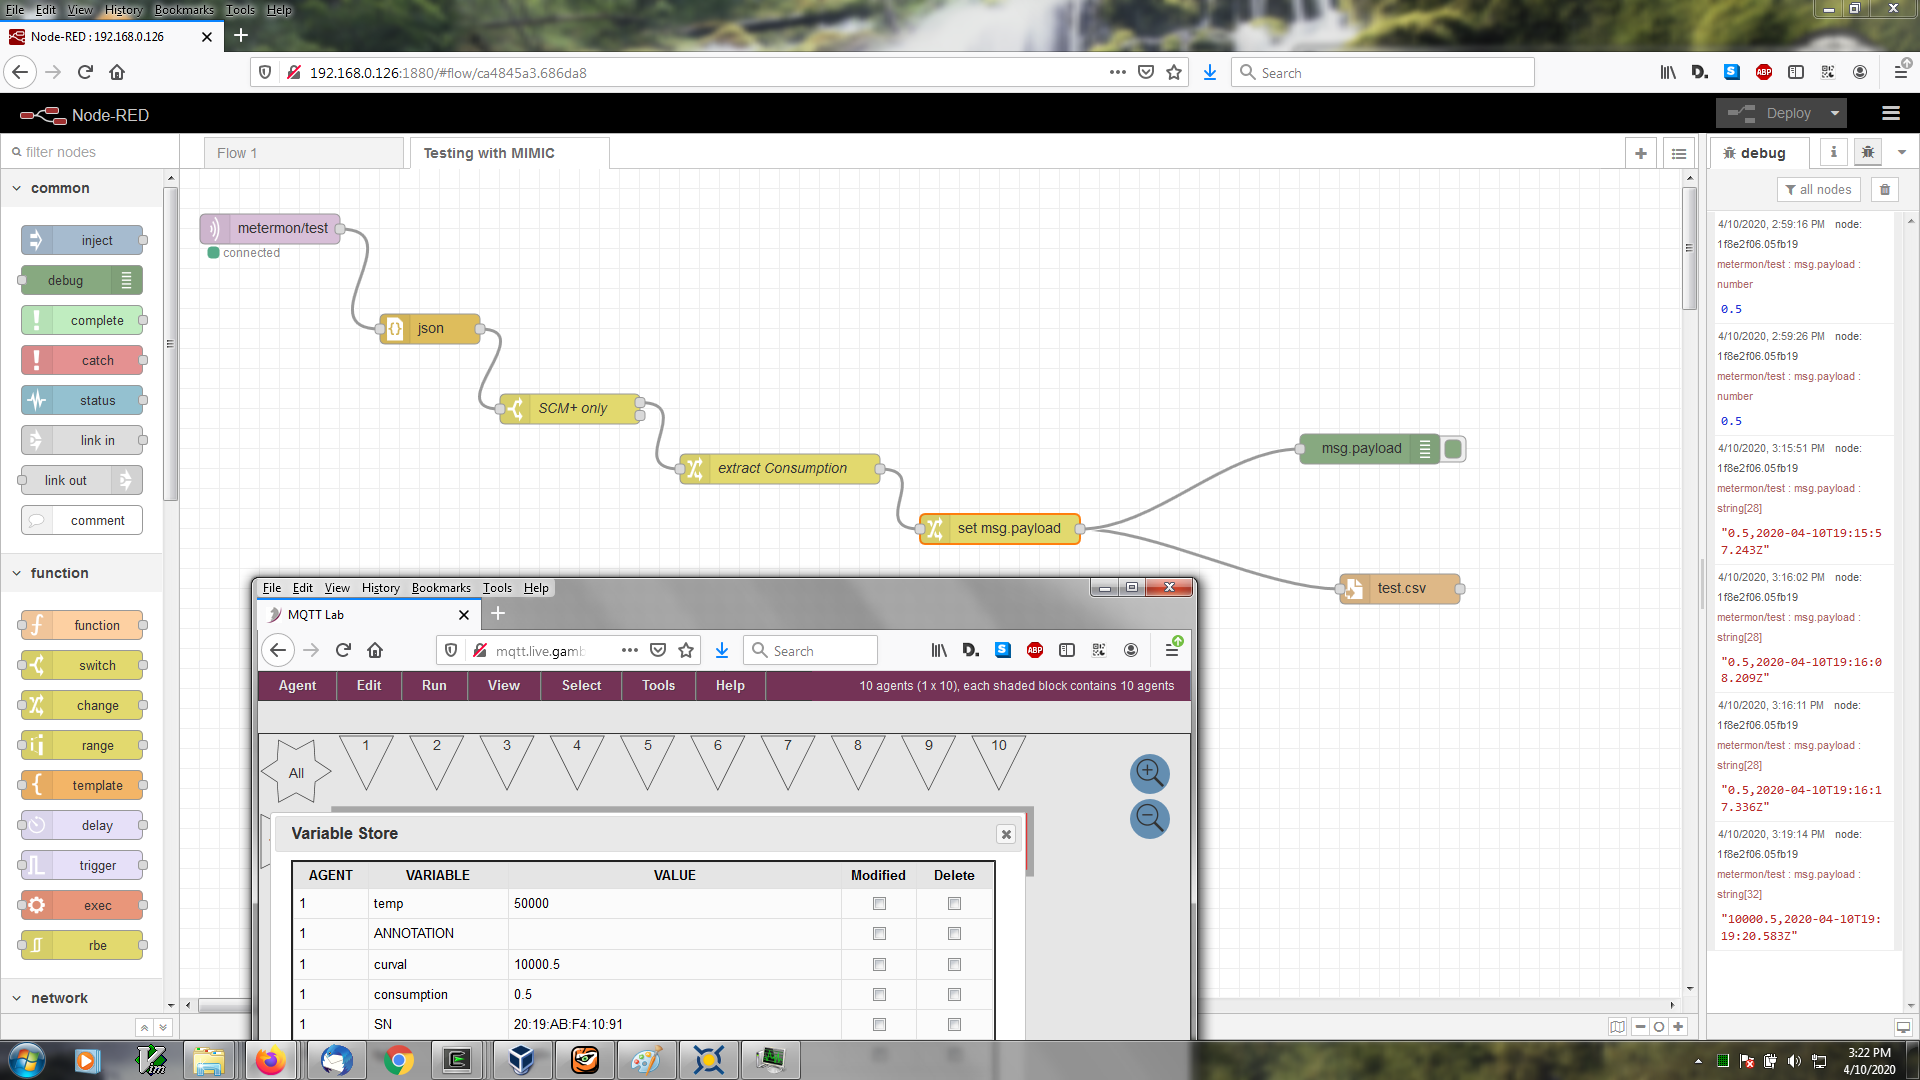 File Edit View History Bookmarks Tools Help
Node-RED : 192.168.0.126
192.168.0.126:1880/#flow/ca4845a3.686da8
Search
ABP
Node-RED
Deploy
filter nodes
Flow 1
Testing with MIMIC
debug
all nodes
common
inject
debug
complete
catch
status
link in
link out
comment
function
function
switch
change
range
template
delay
trigger
exec
rbe
network
metermon/test
connected
json
SCM+ only
extract Consumption
set msg.payload
msg.payload
test.csv
4/10/2020, 2:59:16 PM node:
1f8e2f06.05fb19
metermon/test : msg.payload :
number
0.5
4/10/2020, 2:59:26 PM node:
1f8e2f06.05fb19
metermon/test : msg.payload :
number
0.5
4/10/2020, 3:15:51 PM node:
1f8e2f06.05fb19
metermon/test : msg.payload :
string[28]
"0.5,2020-04-10T19:15:5
7.243Z"
4/10/2020, 3:16:02 PM node:
1f8e2f06.05fb19
metermon/test : msg.payload :
string[28]
"0.5,2020-04-10T19:16:0
8.209Z"
4/10/2020, 3:16:11 PM node:
1f8e2f06.05fb19
metermon/test : msg.payload :
string[28]
"0.5,2020-04-10T19:16:1
7.336Z"
4/10/2020, 3:19:14 PM node:
1f8e2f06.05fb19
metermon/test : msg.payload :
string[32]
"10000.5,2020-04-10T19:
19:20.583Z"
File Edit View History Bookmarks Tools Help
MQTT Lab
mqtt.live.gamb
Search
ABP
Agent Edit Run View Select Tools Help
10 agents (1 x 10), each shaded block contains 10 agents
All 1 2 3 4 5 6 7 8 9 10
Variable Store
AGENT VARIABLE VALUE Modified Delete
1 temp 50000
1 ANNOTATION
1 curval 10000.5
1 consumption 0.5
1 SN 20:19:AB:F4:10:91
3:22 PM
4/10/2020